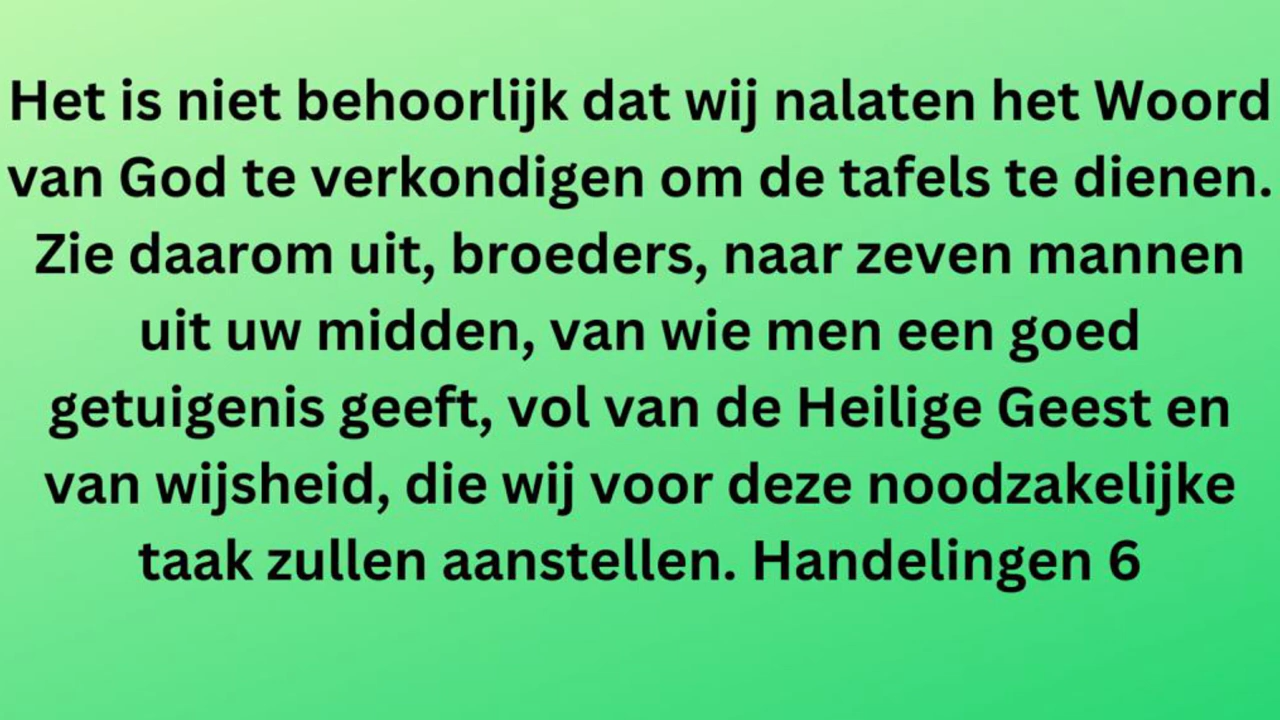 Het is niet behoorlijk dat wij nalaten het Woord
van God te verkondigen om de tafels te dienen.
Zie daarom uit, broeders, naar zeven mannen
uit uw midden, van wie men een goed
getuigenis geeft, vol van de Heilige Geest en
van wijsheid, die wij voor deze noodzakelijke
taak zullen aanstellen. Handelingen 6